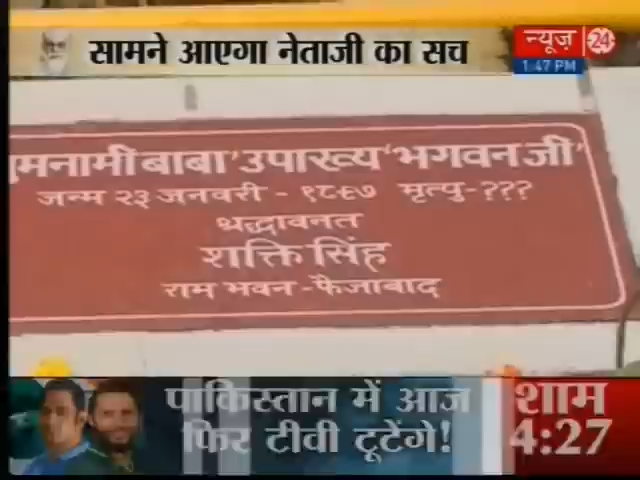 सामने आएगा नेताजी का सच
न्यूज़ 24
1:47 PM
मनामी बाबा 'उपाख्य 'भगवन जी'
जन्म २३ जनवरी - १८९७ मृत्यु-???
श्रद्धावनत
शक्ति सिंह
राम भवन - फैजाबाद
पाकिस्तान में आज
फिर टीवी टूटेंगे!
शाम
4:27